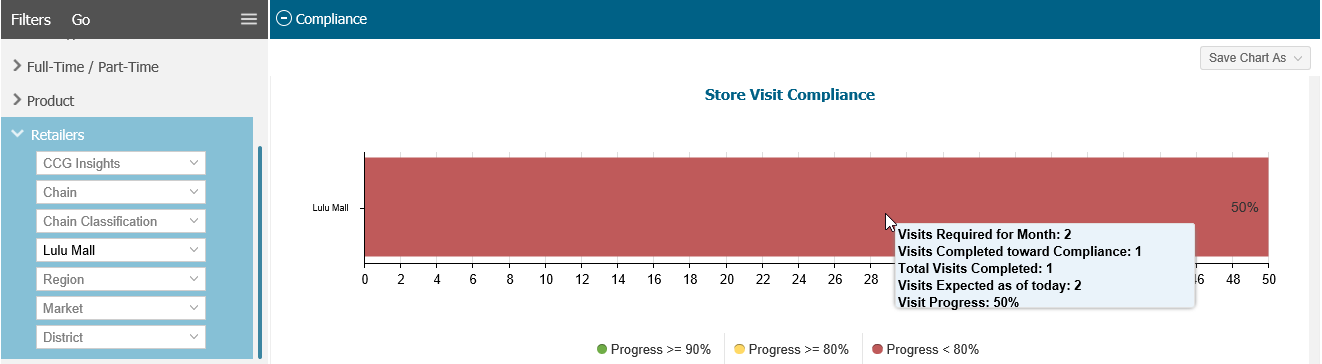 Filters Go
Compliance
Full-Time / Part-Time
Save Chart As
Product
Store Visit Compliance
Retailers
CCG Insights
Chain
Chain Classification
Lulu Mall
Region
Market
District
Lulu Mall
50%
Visits Required for Month: 2
Visits Completed toward Compliance: 1
Total Visits Completed: 1
Visits Expected as of today: 2
Visit Progress: 50%
0 2 4 6 8 10 12 14 16 18 20 22 24 26 28 46 48 50
Progress >= 90% Progress >= 80% Progress < 80%